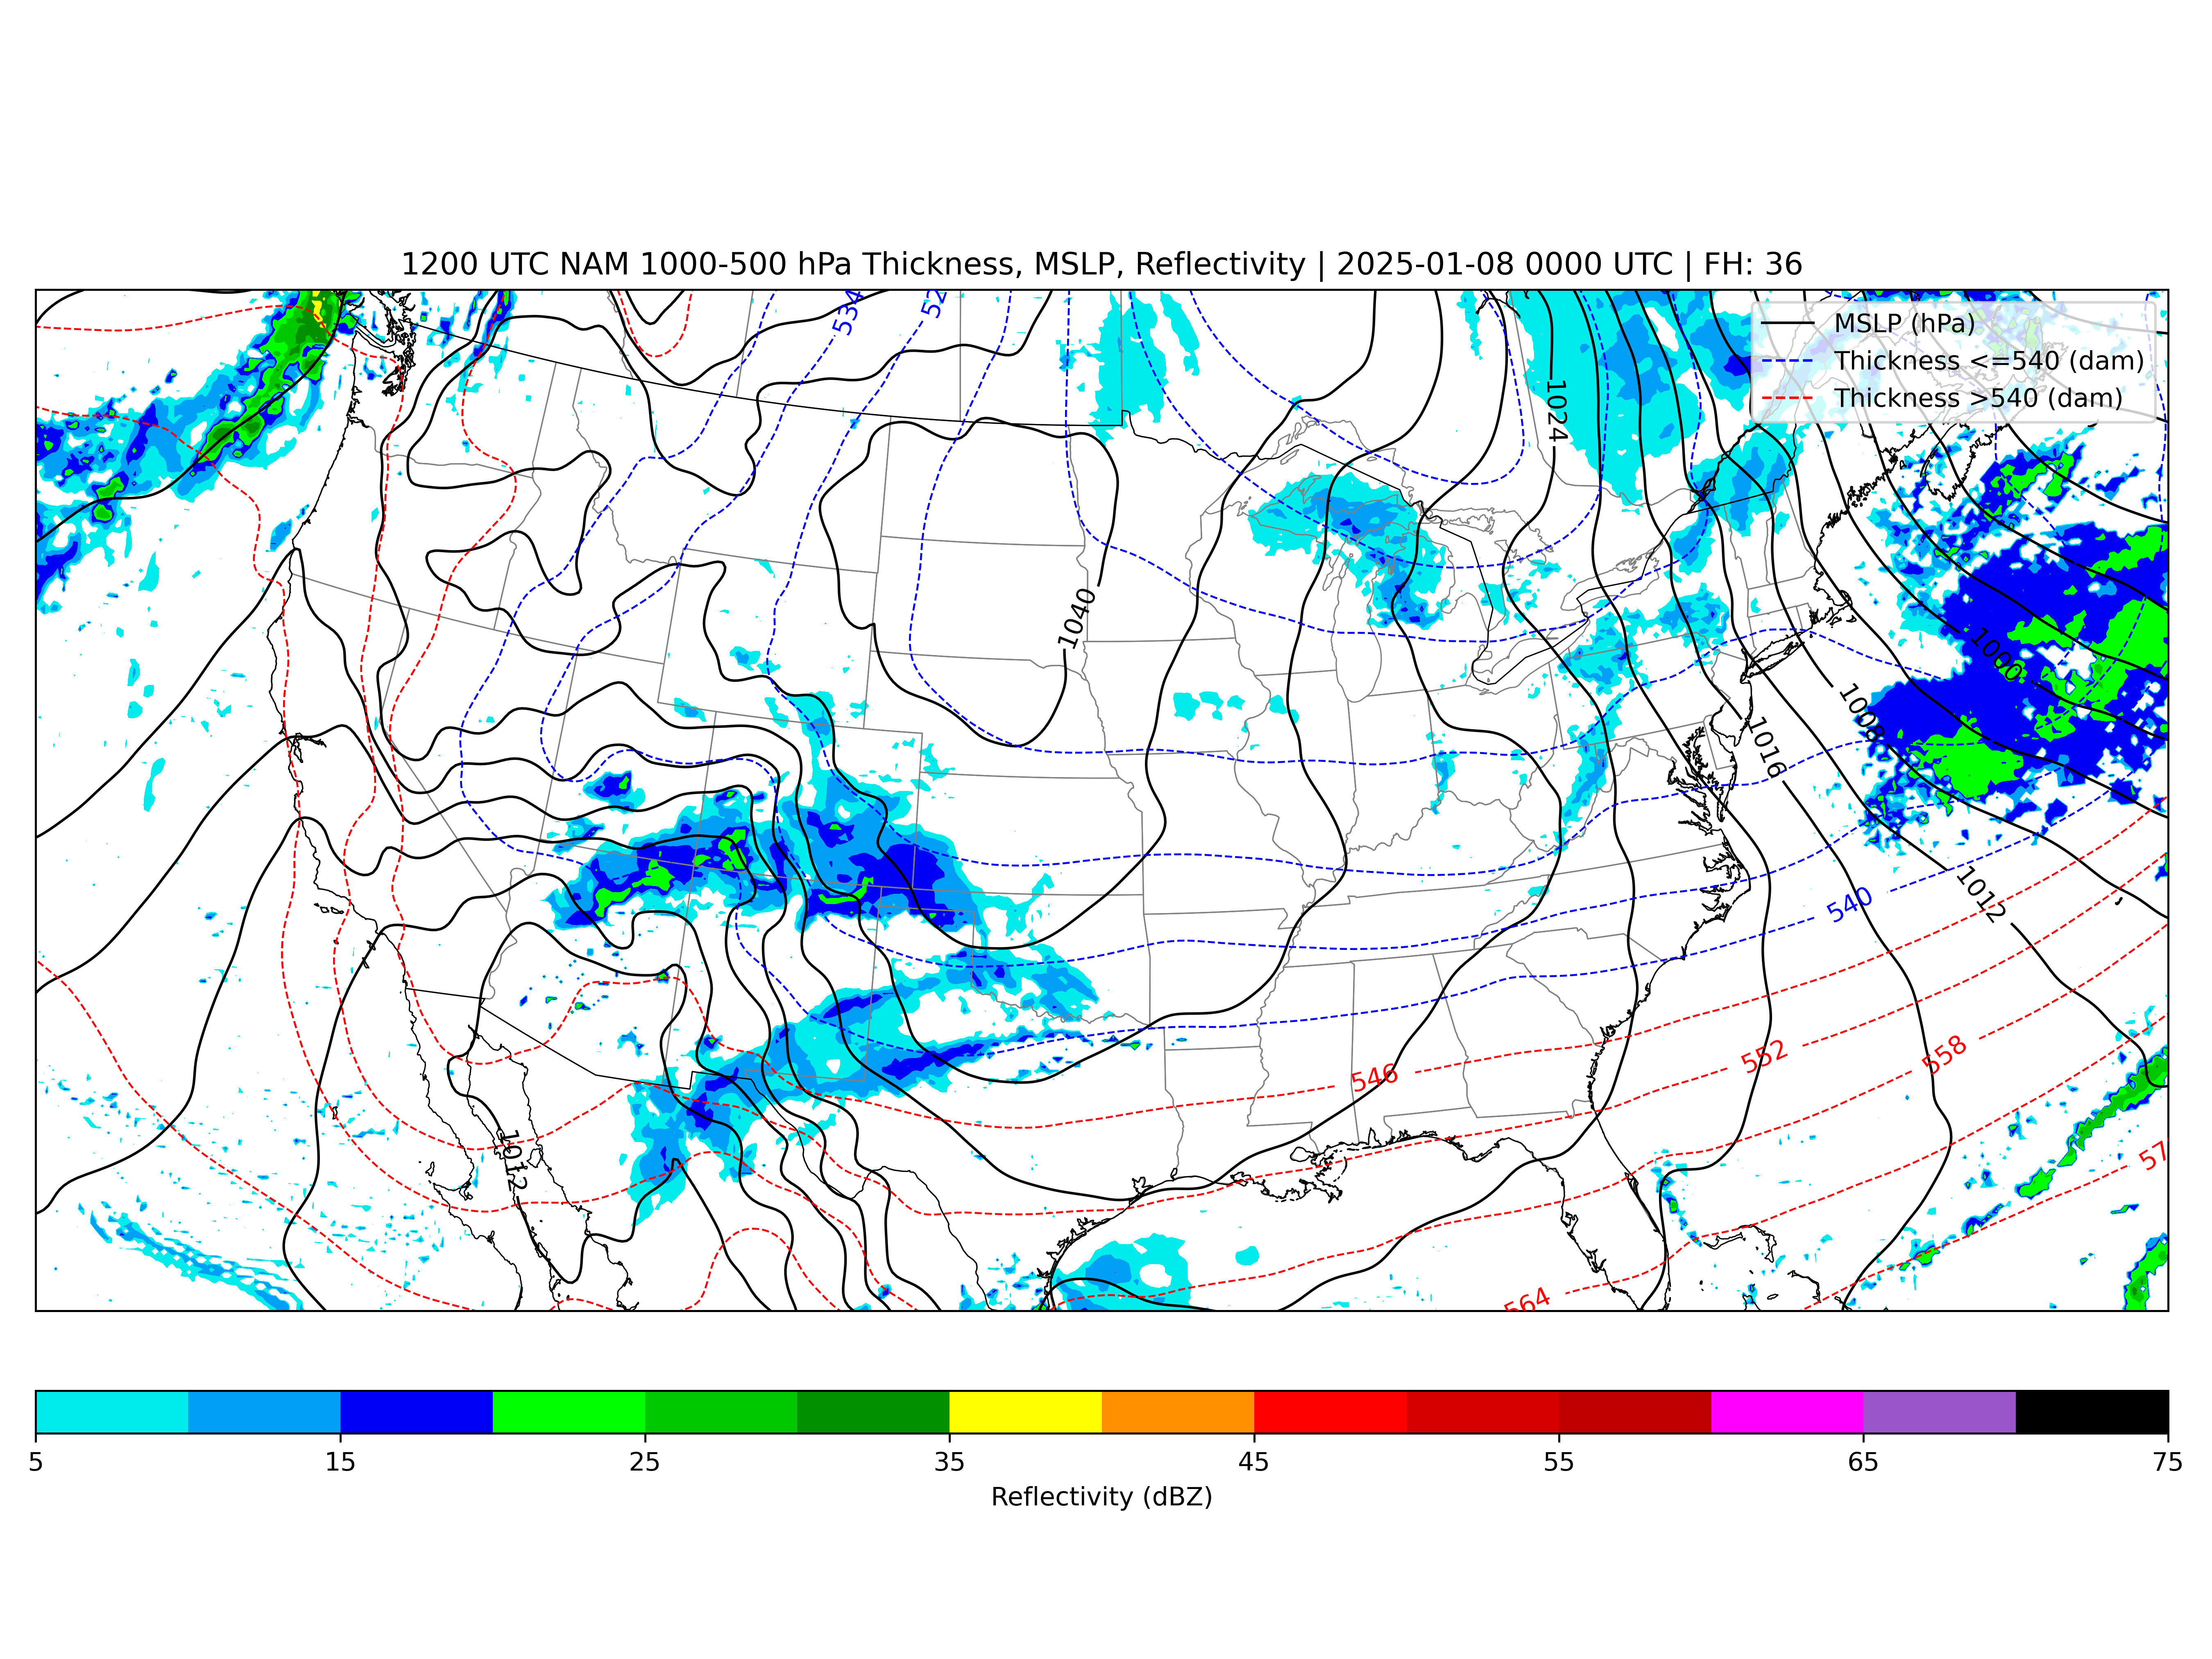 1200 UTC NAM 1000-500 hPa Thickness, MSLP, Reflectivity | 2025-01-08 0000 UTC | FH: 36
MSLP (hPa)
Thickness <=540 (dam)
Thickness >540 (dam)
534
52
1024
1040
1000
1008
1016
1012
540
546
552
558
57
1012
564
5 15 25 35 45 55 65 75
Reflectivity (dBZ)